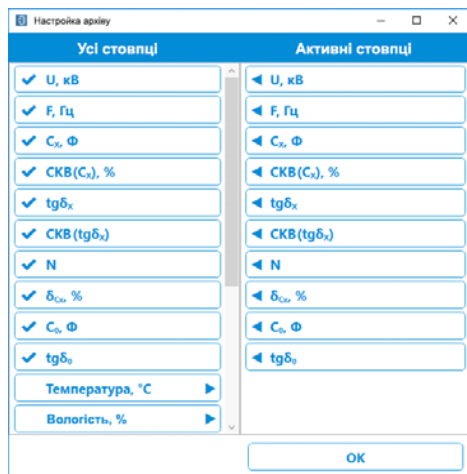 Настройка архіву
Усі стовпці
Активні стовпці
U, кВ
F, Гц
Cₓ, Ф
СКВ(Cₓ), %
tgδₓ
СКВ(tgδₓ)
N
δCₓ, %
C₀, Ф
tgδ₀
Температура, °C
Вологість, %
U, кВ
F, Гц
Cₓ, Ф
СКВ(Cₓ), %
tgδₓ
СКВ(tgδₓ)
N
δCₓ, %
C₀, Ф
tgδ₀
ОК